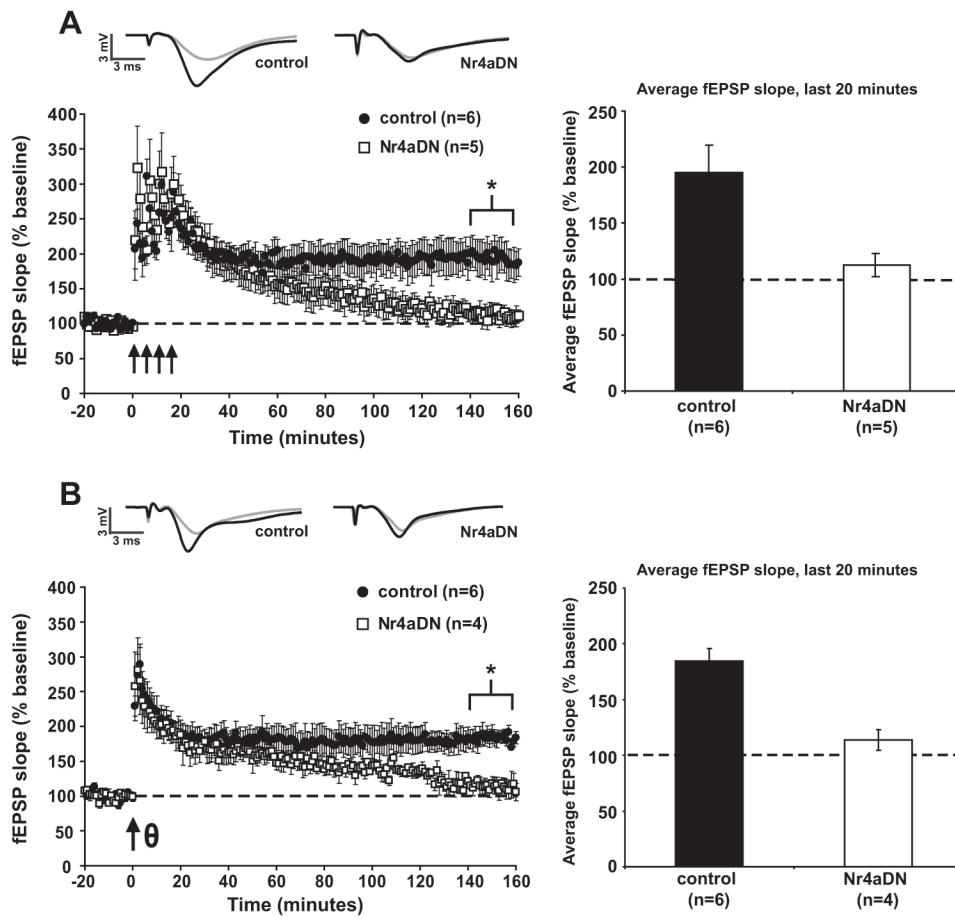 A
3 mV
3 ms
control
Nr4aDN
fEPSP slope (% baseline)
400
350
300
250
200
150
100
50
0
control (n=6)
Nr4aDN (n=5)
*
-20 0 20 40 60 80 100 120 140 160
Time (minutes)
Average fEPSP slope, last 20 minutes
Average fEPSP slope (% baseline)
250
200
150
100
50
0
control
(n=6)
Nr4aDN
(n=5)
B
3 mV
3 ms
control
Nr4aDN
fEPSP slope (% baseline)
400
350
300
250
200
150
100
50
0
control (n=6)
Nr4aDN (n=4)
*
θ
-20 0 20 40 60 80 100 120 140 160
Time (minutes)
Average fEPSP slope, last 20 minutes
Average fEPSP slope (% baseline)
250
200
150
100
50
0
control
(n=6)
Nr4aDN
(n=4)